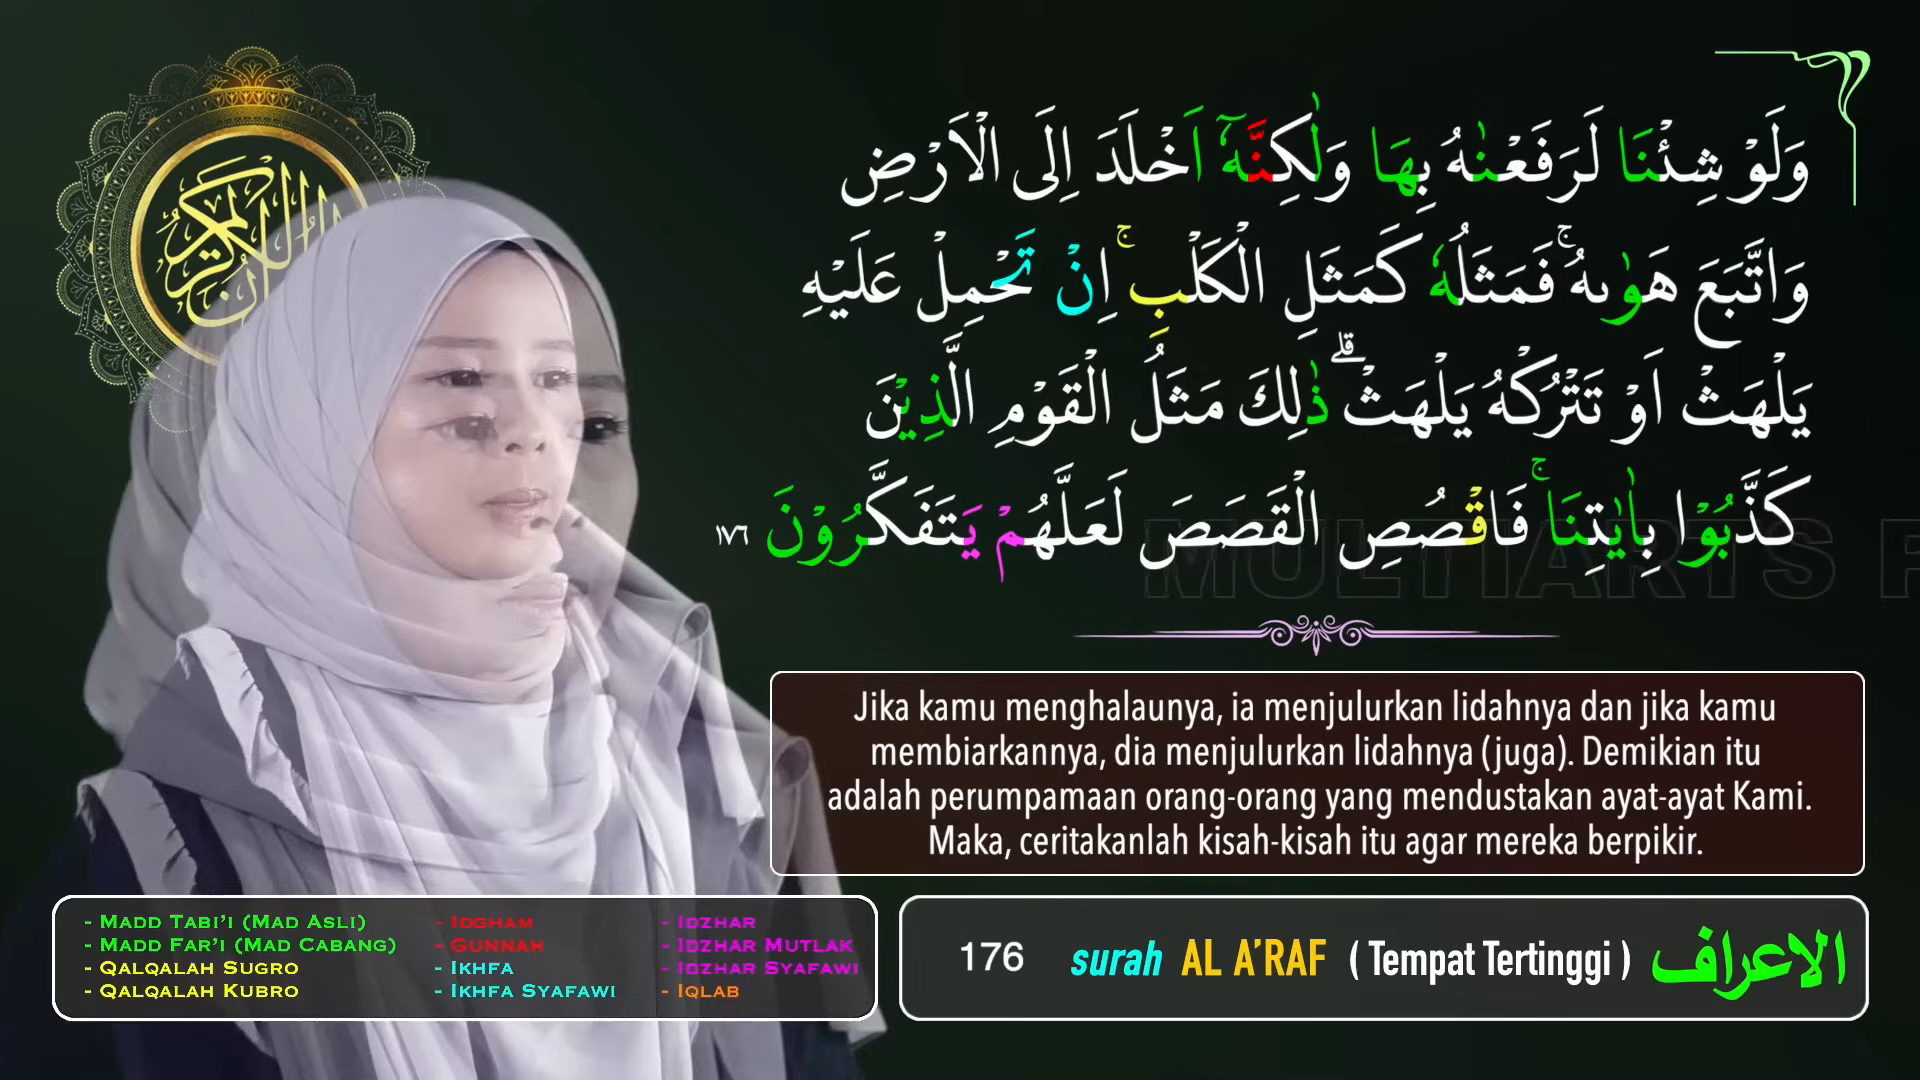 وَلَوْ شِئْنَا لَرَفَعْنٰهُ بِهَا وَلٰكِنَّهٗٓ اَخْلَدَ اِلَى الْاَرْضِ
وَاتَّبَعَ هَوٰىهُۚ فَمَثَلُهٗ كَمَثَلِ الْكَلْبِۚ اِنْ تَحْمِلْ عَلَيْهِ
يَلْهَثْ اَوْ تَتْرُكْهُ يَلْهَثْۗ ذٰلِكَ مَثَلُ الْقَوْمِ الَّذِيْنَ
كَذَّبُوْا بِاٰيٰتِنَاۚ فَاقْصُصِ الْقَصَصَ لَعَلَّهُمْ يَتَفَكَّرُوْنَ ١٧٦
MULTIARTS P
Jika kamu menghalaunya, ia menjulurkan lidahnya dan jika kamu
membiarkannya, dia menjulurkan lidahnya (juga). Demikian itu
adalah perumpamaan orang-orang yang mendustakan ayat-ayat Kami.
Maka, ceritakanlah kisah-kisah itu agar mereka berpikir.
- Madd Tabi'i (Mad Asli)
- Madd Far'i (Mad Cabang)
- Qalqalah Sugro
- Qalqalah Kubro
- Idgham
- Gunnah
- Ikhfa
- Ikhfa Syafawi
- Idzhar
- Idzhar Mutlak
- Idzhar Syafawi
- Iqlab
176 surah AL A'RAF ( Tempat Tertinggi ) الاعراف